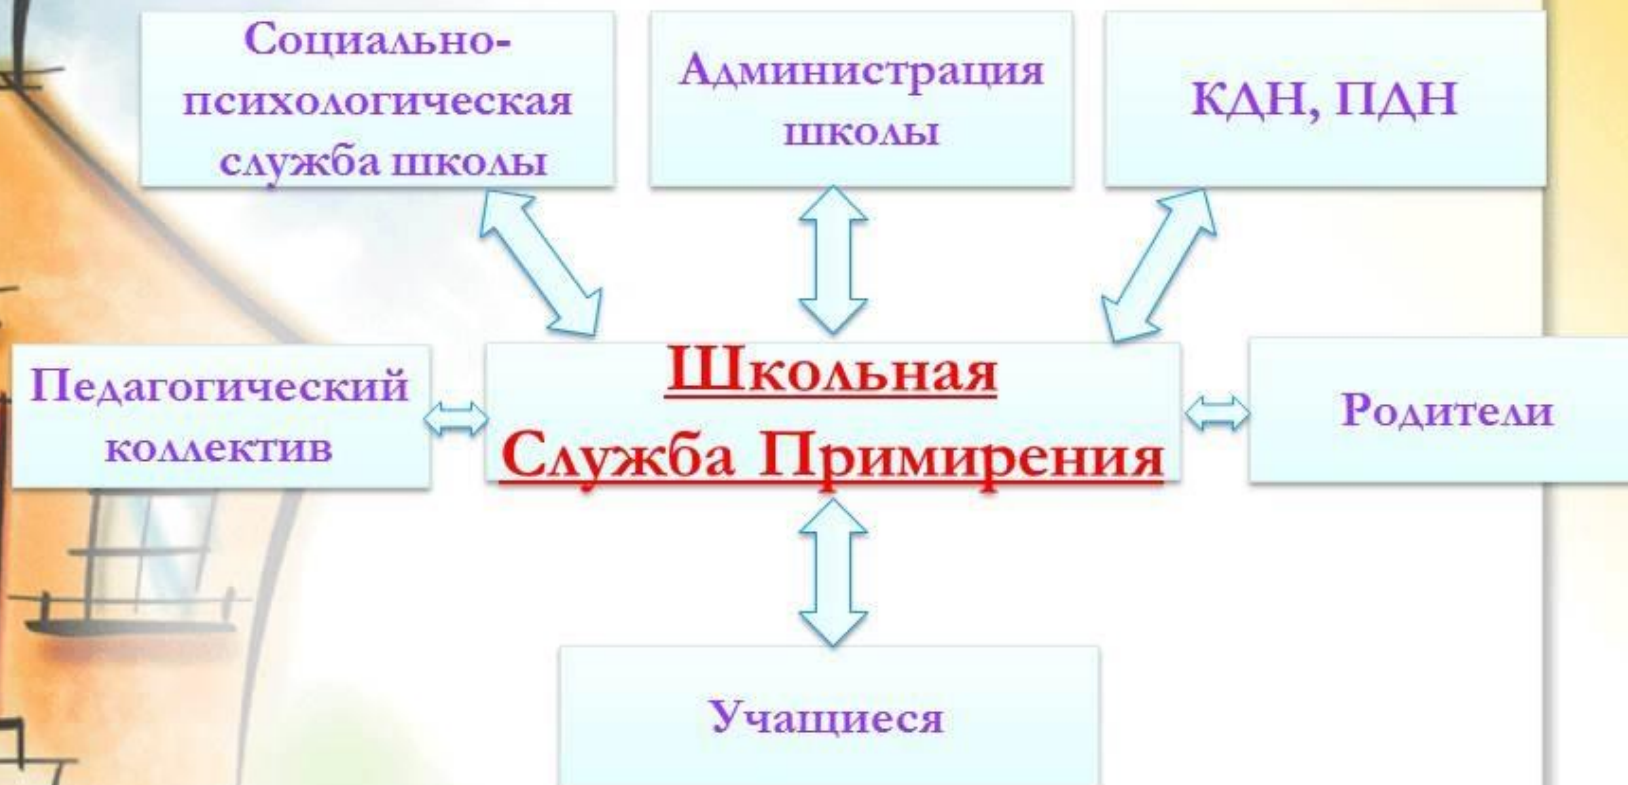 Социально-
психологическая
служба школы
Администрация
школы
КДН, ПДН
Педагогический
коллектив
Школьная
Служба Примирения
Родители
Учащиеся